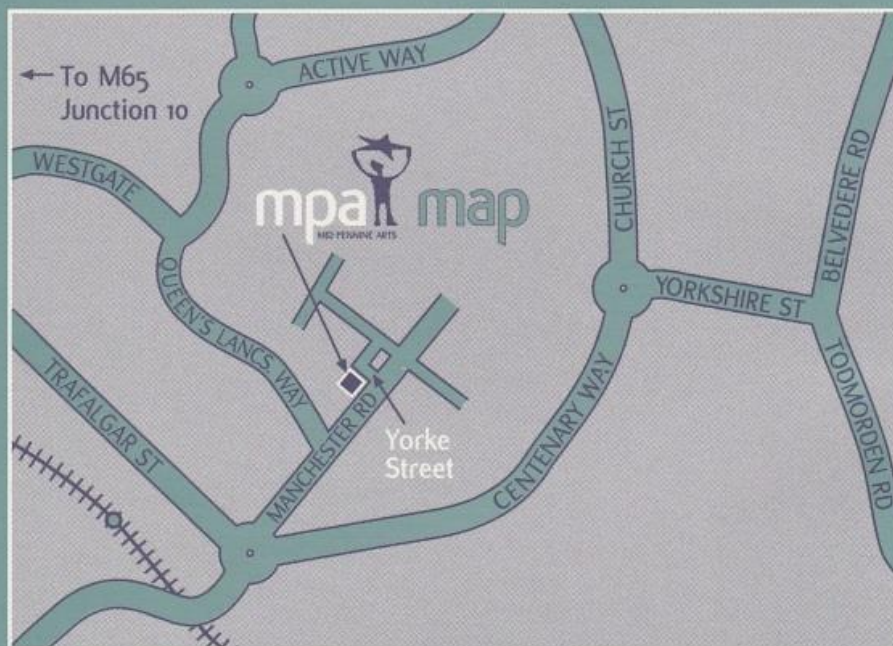 ACTIVE WAY
← To M65
Junction 10
WESTGATE
CHURCH ST
BELVEDERE RD
mpa map
MID PENNINE ARTS
QUEEN'S LANCS. WAY
YORKSHIRE ST
TRAFALGAR ST
MANCHESTER RD
Yorke
Street
CENTENARY WAY
TODMORDEN RD